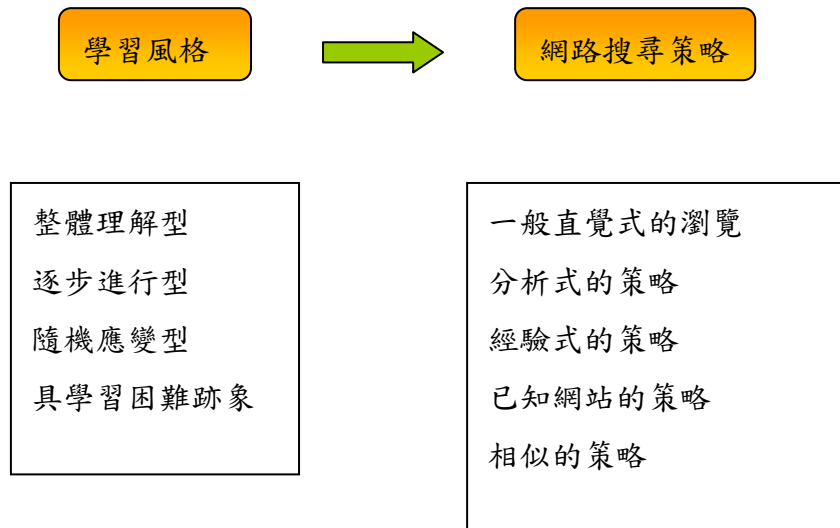 學習風格
網路搜尋策略
整體理解型
逐步進行型
隨機應變型
具學習困難跡象
一般直覺式的瀏覽
分析式的策略
經驗式的策略
已知網站的策略
相似的策略